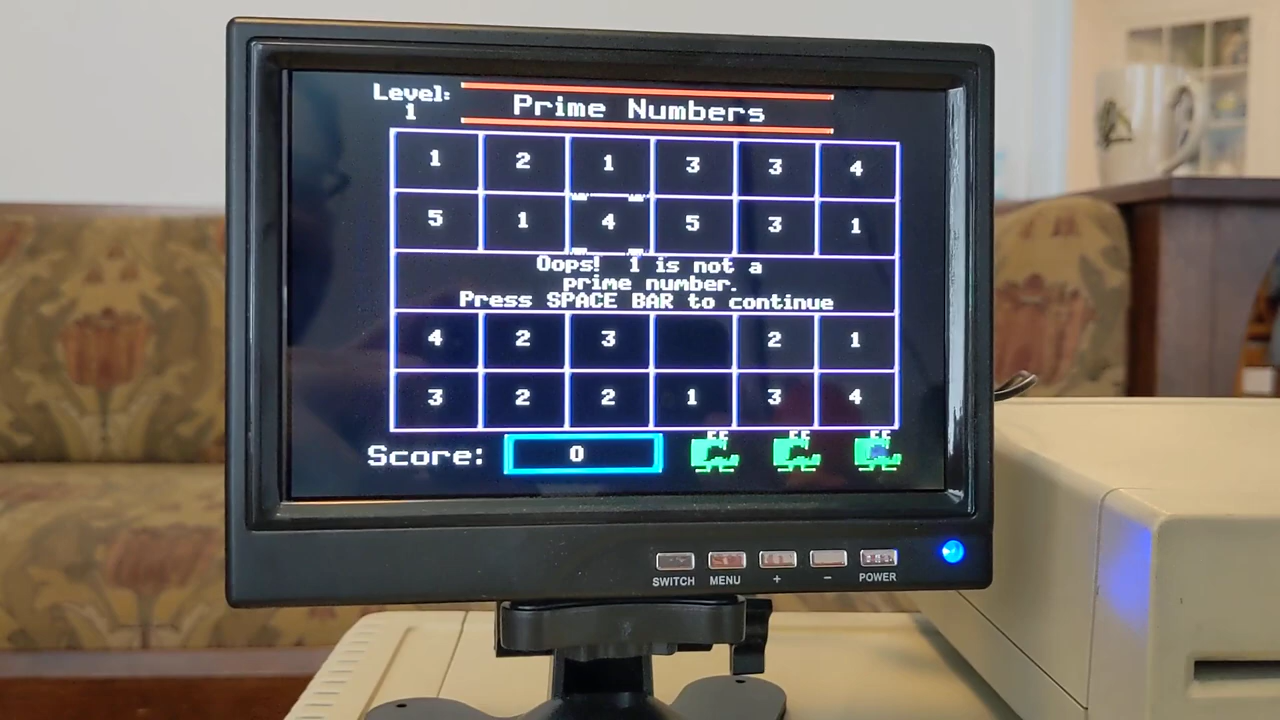 Level:
1
Prime Numbers
1 2 1 3 3 4
5 1 4 5 3 1
Oops! 1 is not a
prime number.
Press SPACE BAR to continue
4 2 3 2 1
3 2 2 1 3 4
Score: 0
SWITCH MENU + - POWER